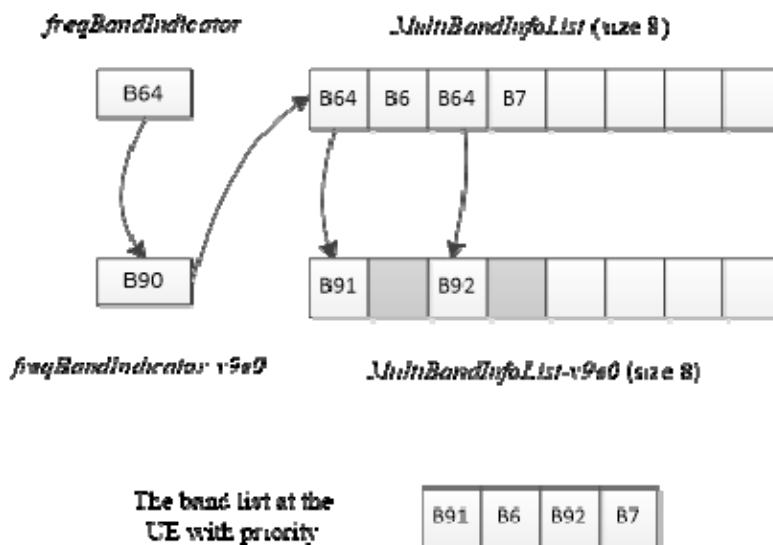 freqBandIndicator
MultiBandInfoList (size 8)
B64
B64 B6 B64 B7
B90
B91 B92
freqBandIndicator-v9e0
MultiBandInfoList-v9e0 (size 8)
The band list at the
UE with priority
B91 B6 B92 B7